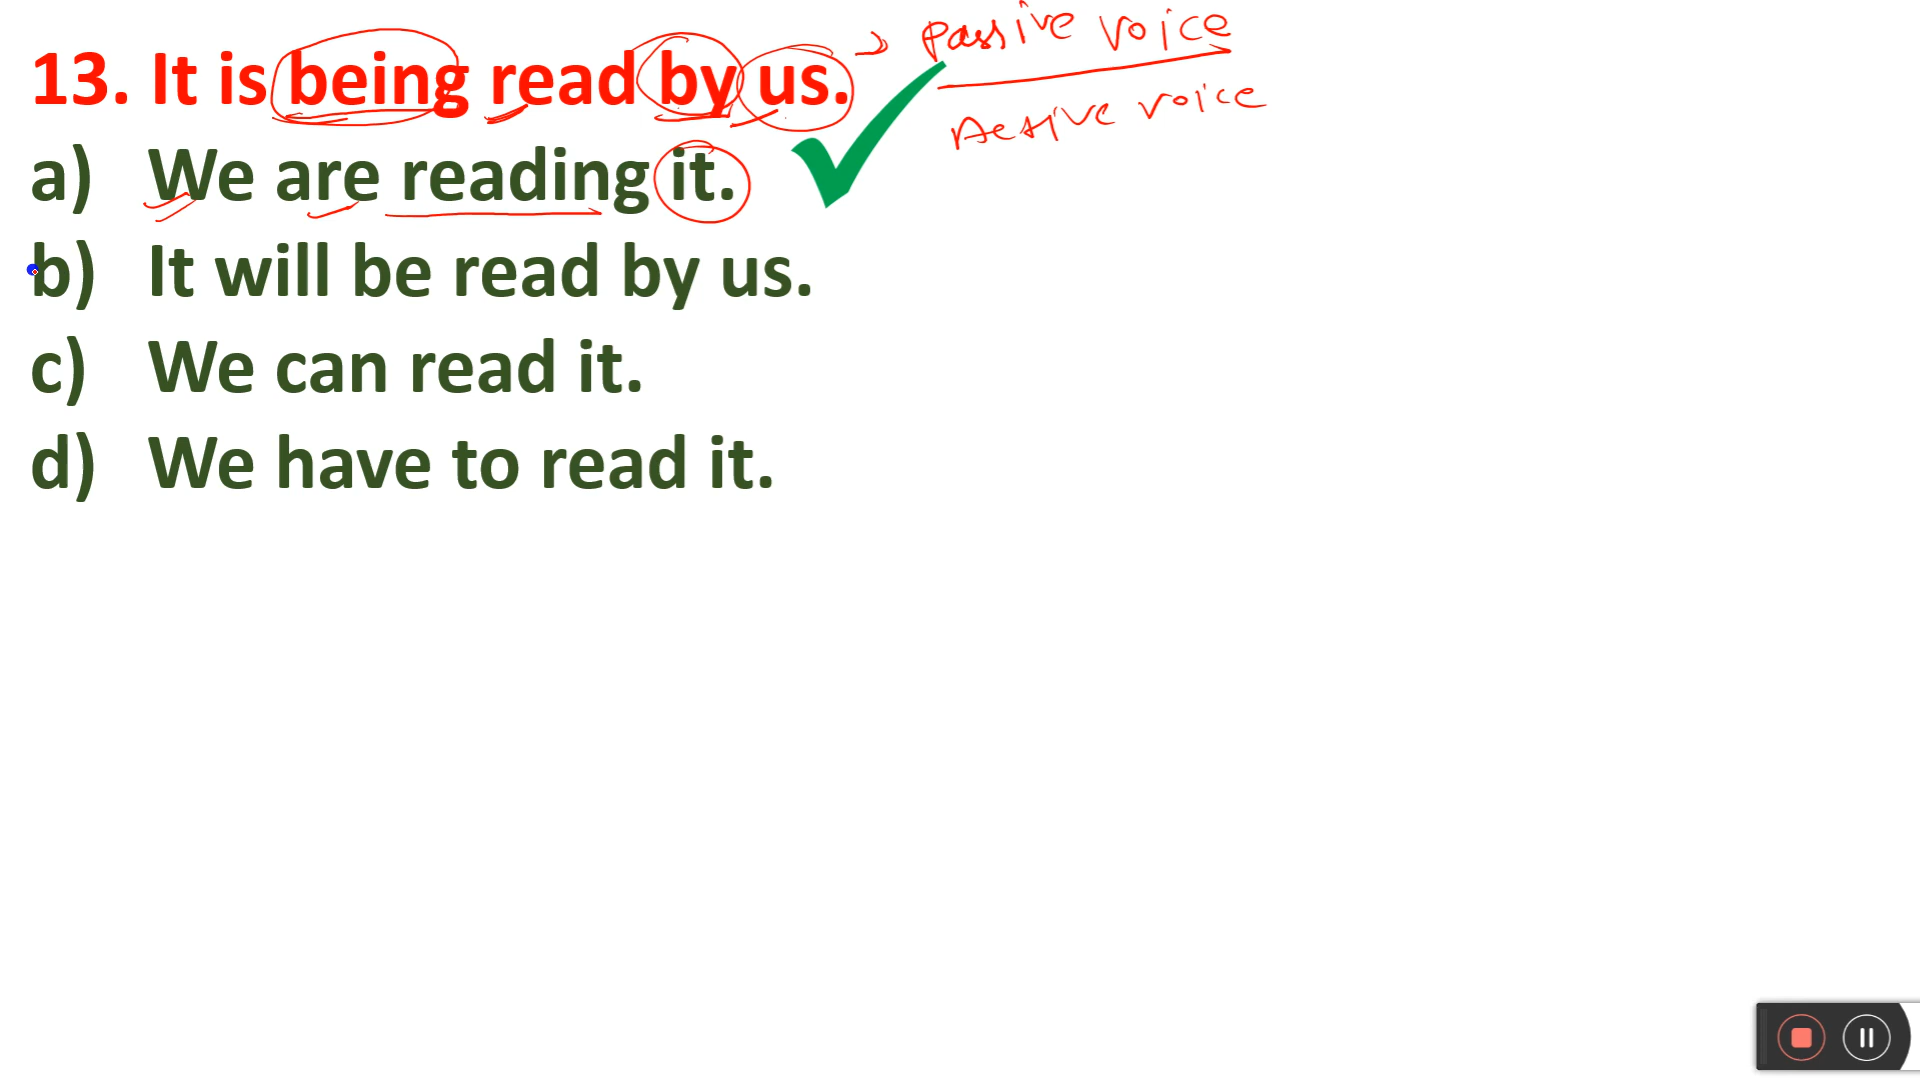 13. It is being read by us. → Passive voice
Active voice
a) We are reading it.
b) It will be read by us.
c) We can read it.
d) We have to read it.